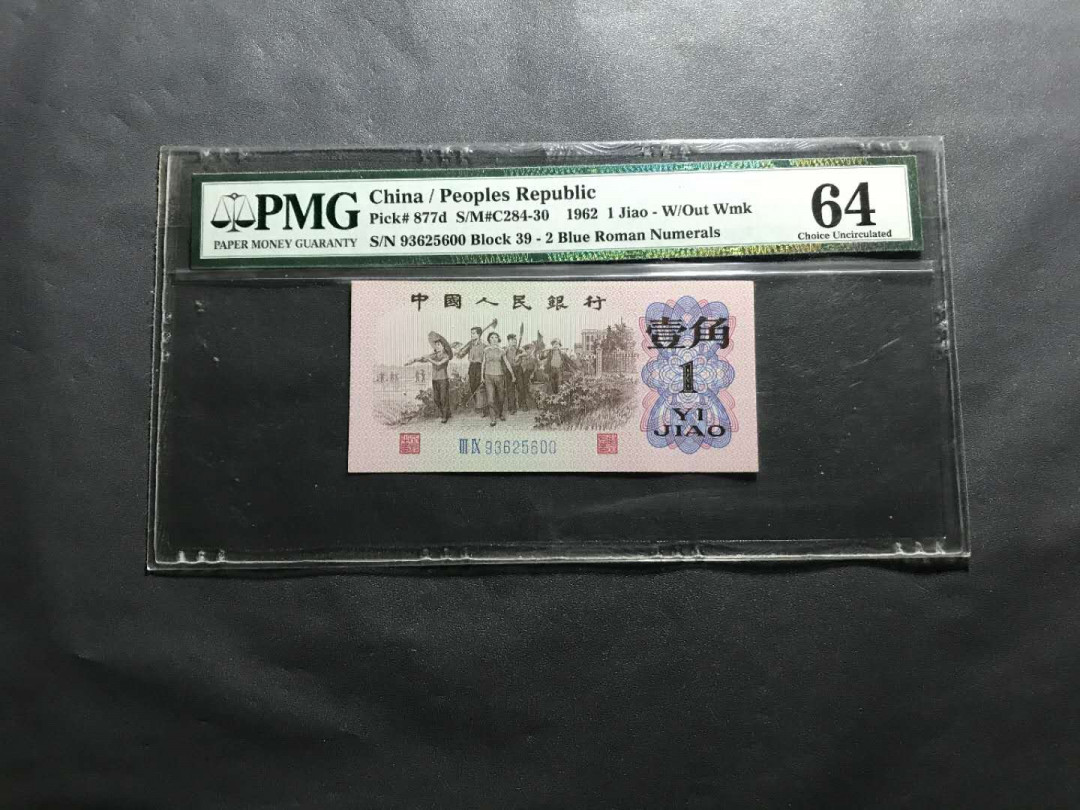 PMG
PAPER MONEY GUARANTY
China / Peoples Republic
Pick# 877d S/M#C284-30 1962 1 Jiao - W/Out Wmk
S/N 93625600 Block 39 - 2 Blue Roman Numerals
64
Choice Uncirculated
中國人民銀行
壹角
1
YI
JIAO
III IX 93625600